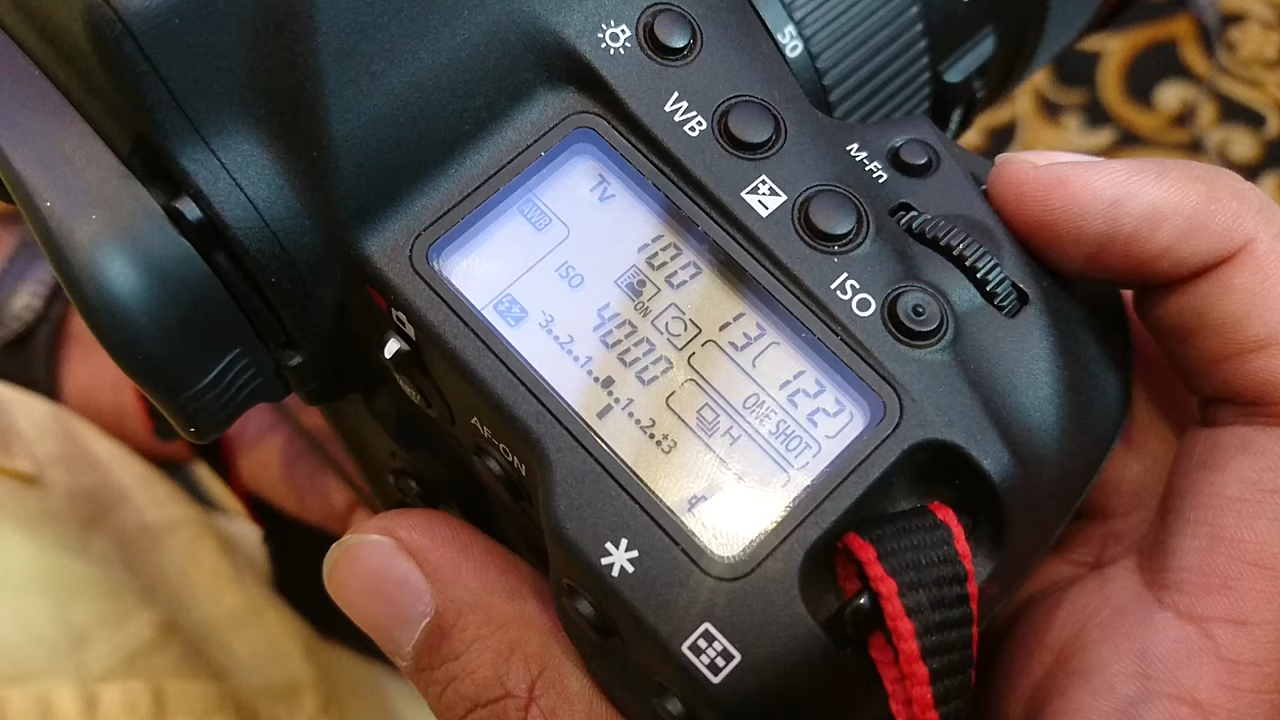 50
WB
M-Fn
ISO
Tv
100
13
(122)
AWB
ISO
ON
4000
ONE SHOT
-3..2..1..0..1..2..+3
H
AF-ON